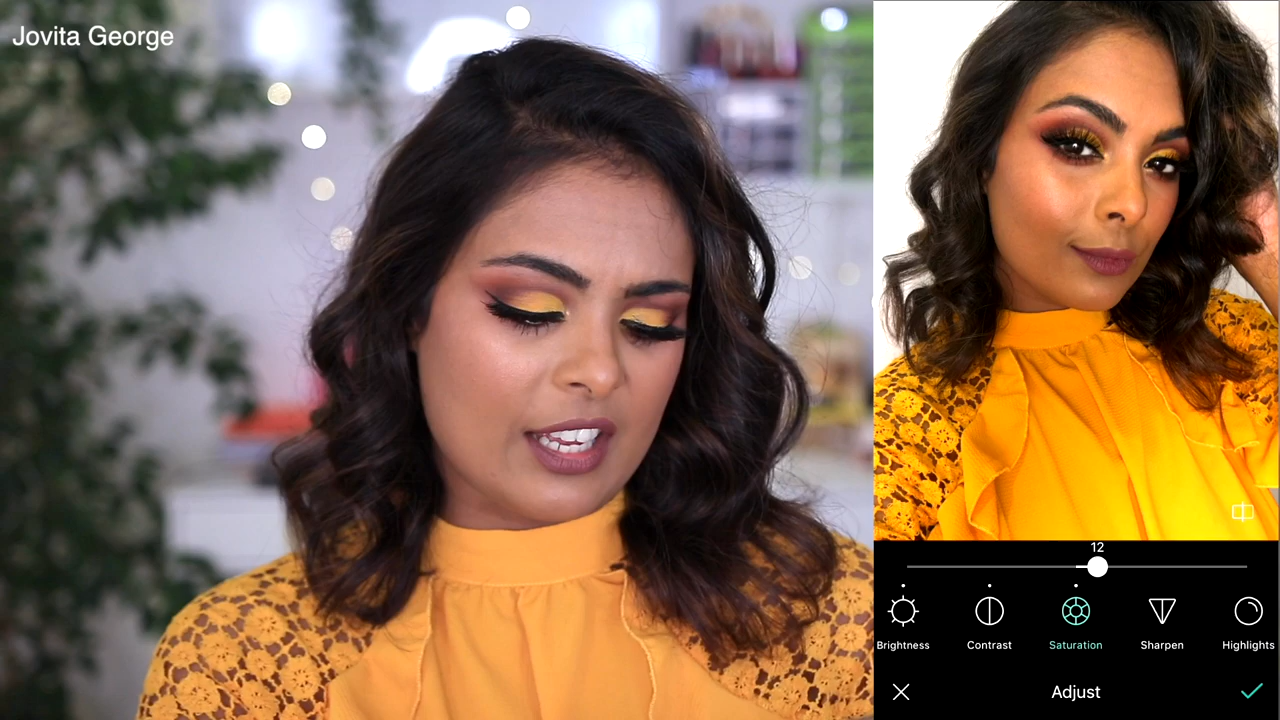 Jovita George
12
Brightness
Contrast
Saturation
Sharpen
Highlights
Adjust